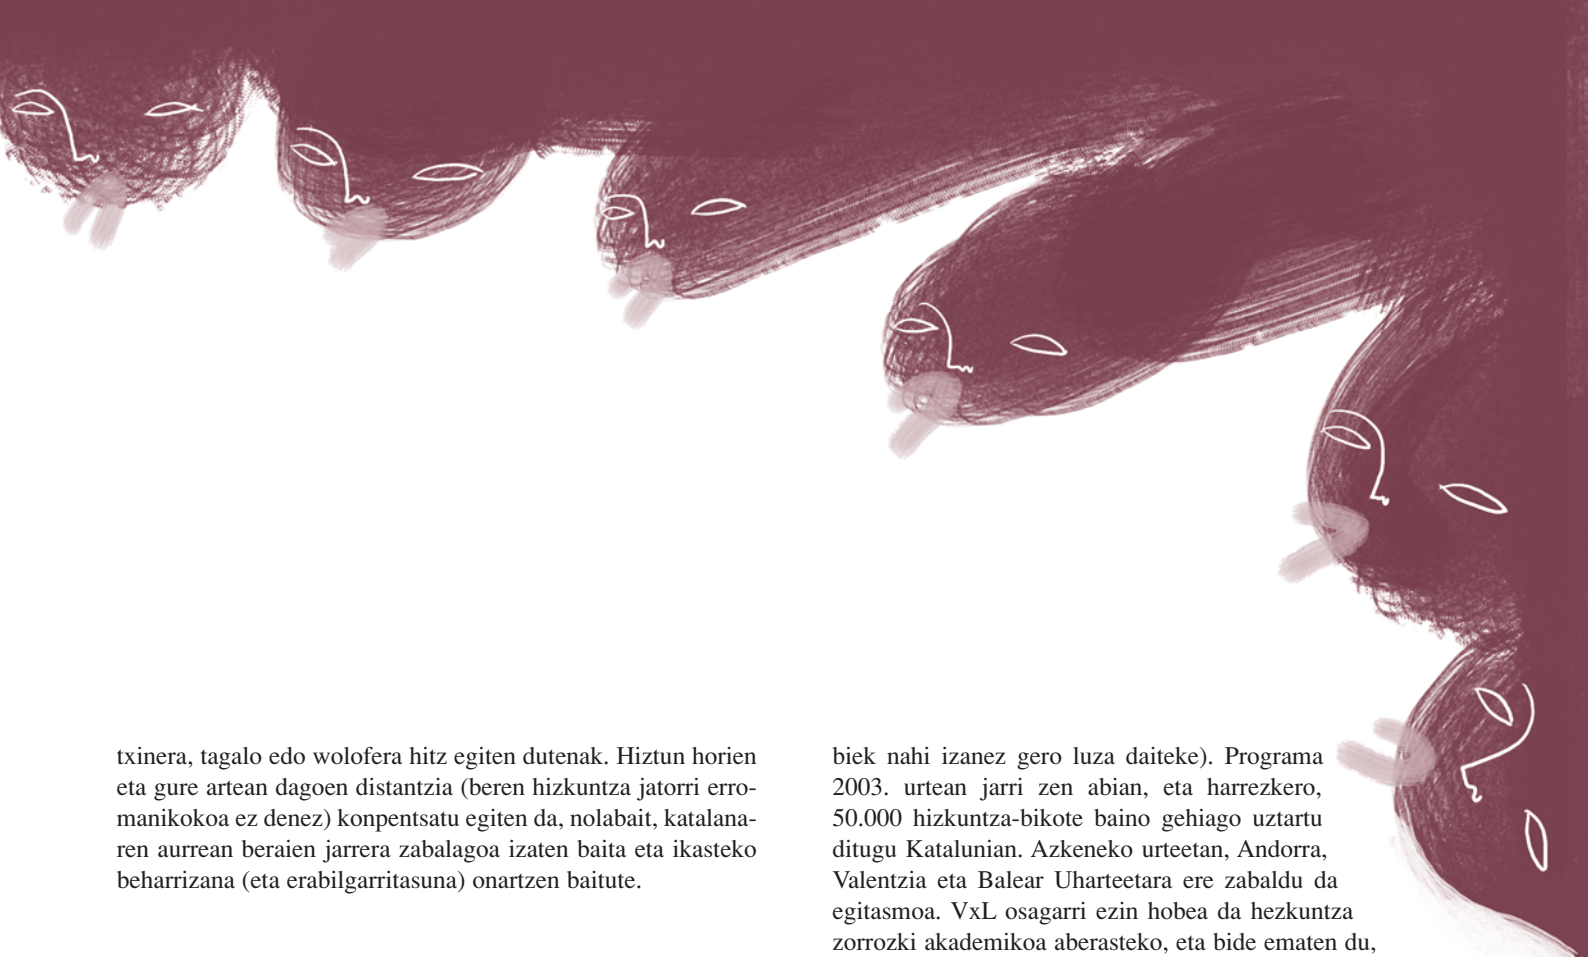 txinera, tagalo edo wolofera hitz egiten dutenak. Hiztun horien
eta gure artean dagoen distantzia (beren hizkuntza jatorri erro-
manikokoa ez denez) konpentsatu egiten da, nolabait, katalana-
ren aurrean beraien jarrera zabalagoa izaten baita eta ikasteko
beharrizana (eta erabilgarritasuna) onartzen baitute.
biek nahi izanez gero luza daiteke). Programa
2003. urtean jarri zen abian, eta harrezkero,
50.000 hizkuntza-bikote baino gehiago uztartu
ditugu Katalunian. Azkeneko urteetan, Andorra,
Valentzia eta Balear Uharteetara ere zabaldu da
egitasmoa. VxL osagarri ezin hobea da hezkuntza
zorrozki akademikoa aberasteko, eta bide ematen du,